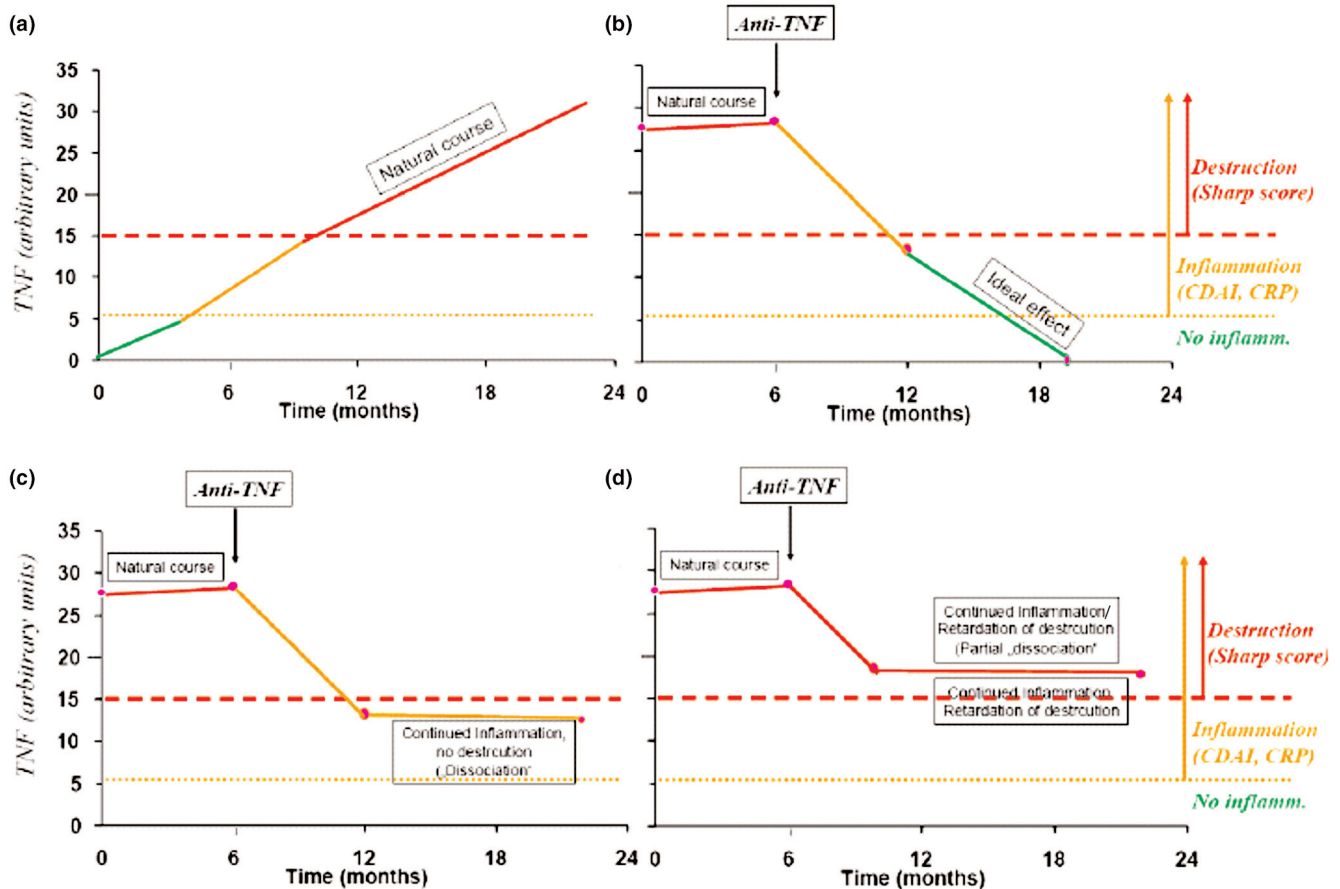 (a)
TNF (arbitrary units)
35
30
25
20
15
10
5
0
Natural course
0 6 12 18 24
Time (months)
(b)
Anti-TNF
Natural course
Ideal effect
0 6 12 18 24
Time (months)
Destruction
(Sharp score)
Inflammation
(CDAI, CRP)
No inflamm.
(c)
Anti-TNF
TNF (arbitrary units)
35
30
25
20
15
10
5
0
Natural course
Continued Inflammation,
no destrcution
(„Dissociation“
0 6 12 18 24
Time (months)
(d)
Anti-TNF
Natural course
Continued Inflammation/
Retardation of destrcution
(Partial „dissociation“
Continued Inflammation,
Retardation of destrcution
0 6 12 18 24
Time (months)
Destruction
(Sharp score)
Inflammation
(CDAI, CRP)
No inflamm.